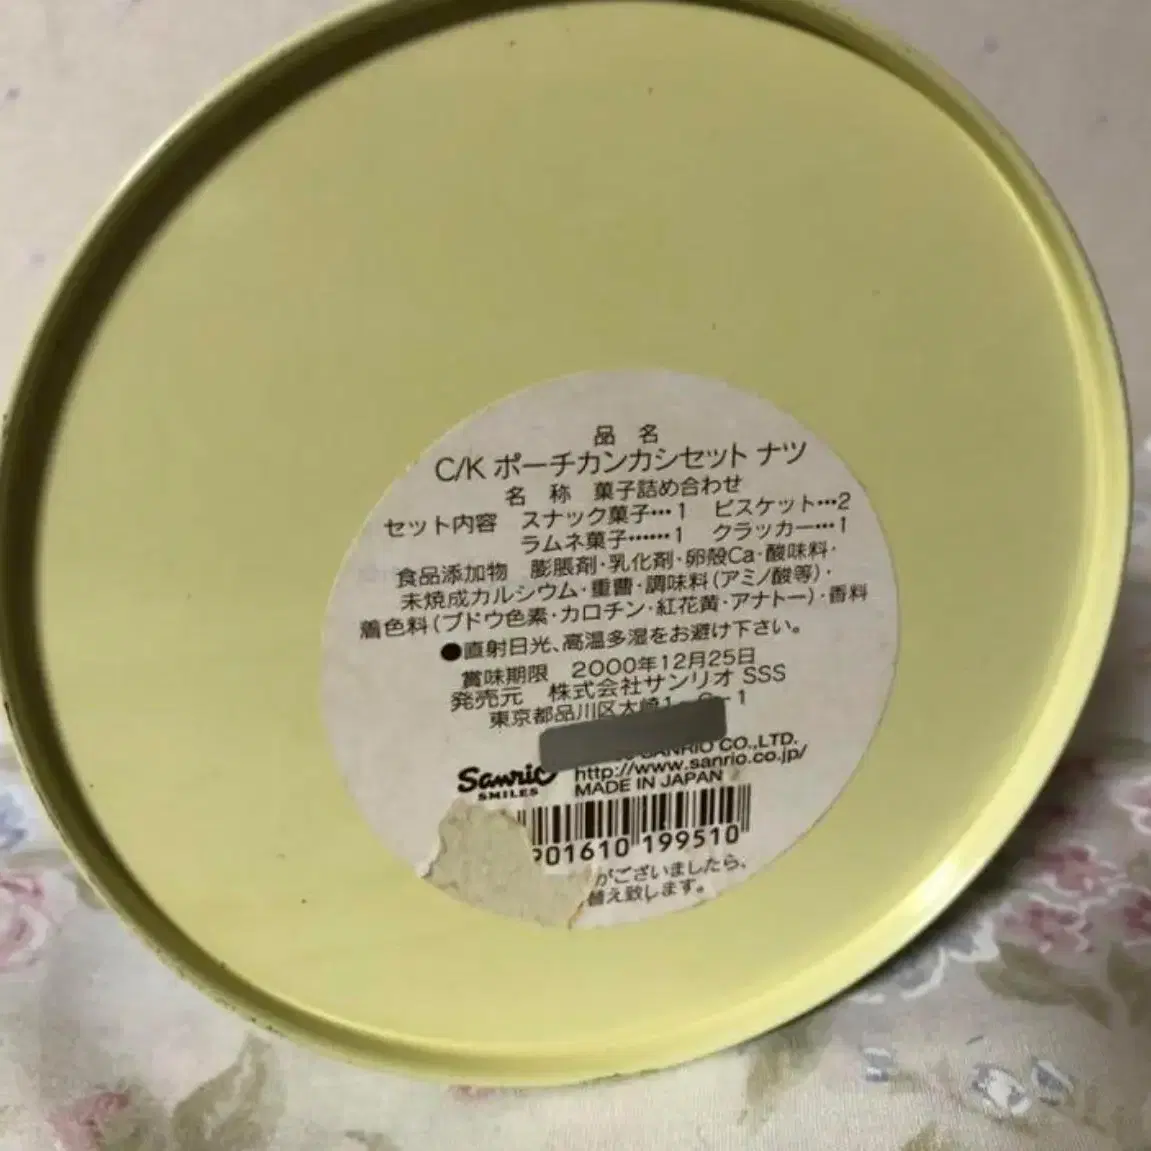 品 名
C/K ポーチカンカシセット ナツ
名 称 菓子詰め合わせ
セット内容 スナック菓子…1 ビスケット…2
ラムネ菓子……1 クラッカー…1
食品添加物 膨脹剤・乳化剤・卵殻Ca・酸味料・
未焼成カルシウム・重曹・調味料(アミノ酸等)・
着色料(ブドウ色素・カロチン・紅花黄・アナトー)・香料
●直射日光、高温多湿をお避け下さい。
賞味期限 2000年12月25日
発売元 株式会社サンリオ SSS
東京都品川区大崎1
SANRIO CO.,LTD.
Sanrio SMILES
http://www.sanrio.co.jp/
MADE IN JAPAN
901610 199510
がございましたら、
替え致します。